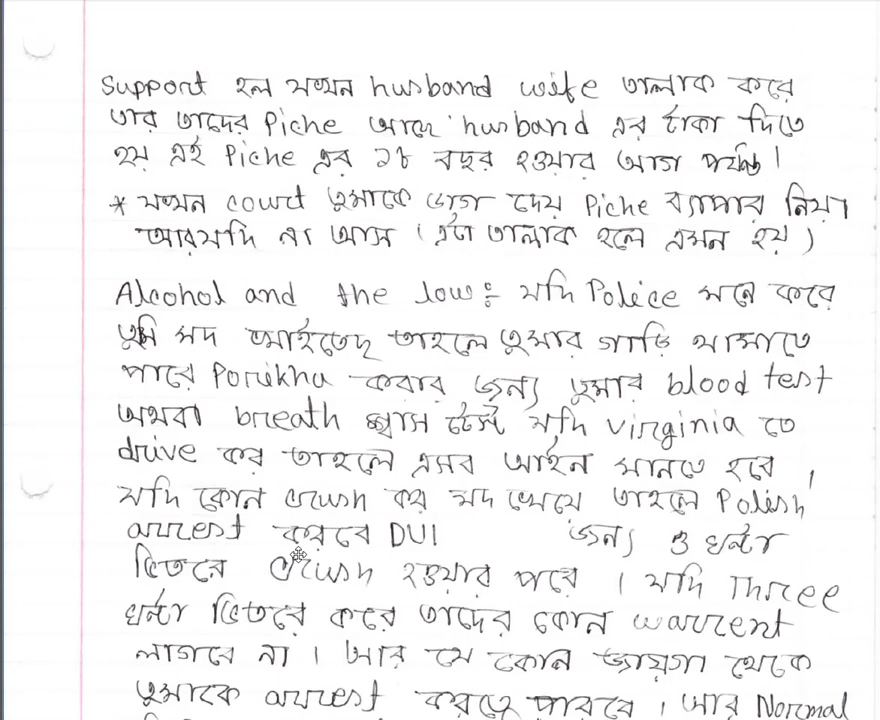 Support হল যখন husband wife তালাক করে
তার তাদের Piche আছে husband এর টাকা দিতে
হয় এই Piche এর ১৮ বছর হওয়ার আগ পর্যন্ত।
* যখন court তুমাকে ডাগ দেয় Piche ব্যাপার নিয়া
আরযদি না আস (এটা তালাক হলে এমন হয়)
Alcohol and the low: যদি Police মনে করে
তুমি মদ খাইতেছ তাহলে তুমার গাড়ি থামাতে
পারে Porikha করার জন্য তুমার blood test
অথবা breath শ্বাস টেস্ট যদি virginia তে
drive কর তাহলে এসব আইন মানতে হবে,
যদি কোন crush কর মদ খেয়ে তাহলে Polish
arrest করবে DUI জন্য ৩ ঘন্টা
ভিতরে Crush হওয়ার পরে । যদি Three
ঘন্টা ভিতরে করে তাদের কোন warrent
লাগবে না । আর যে কোন জায়গা থেকে
তুমাকে arrest করতে পারবে । আর Normal